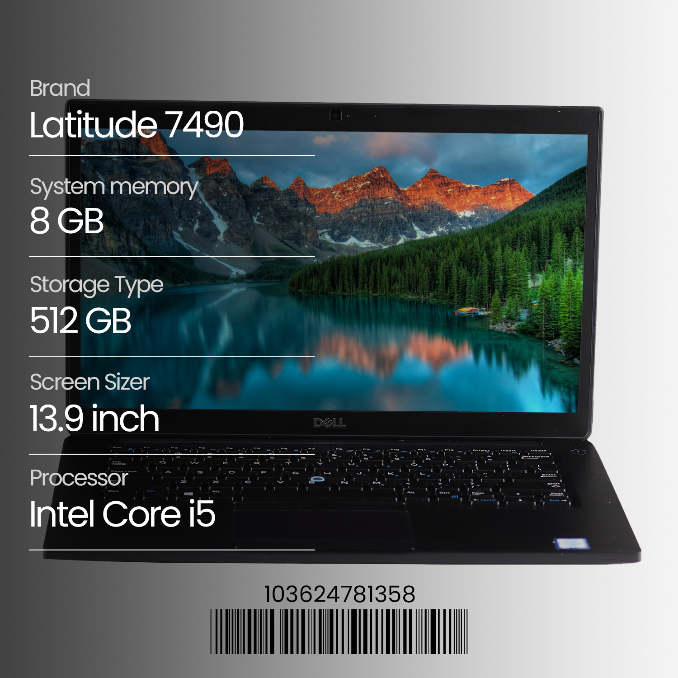 Brand
Latitude 7490
System memory
8 GB
Storage Type
512 GB
Screen Sizer
13.9 inch
DELL
Processor
Intel Core i5
103624781358